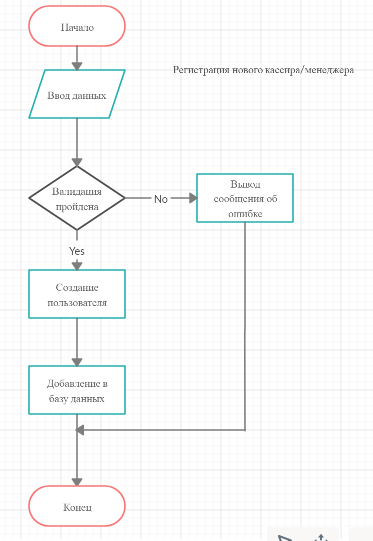 Начало
Регистрация нового кассира/менеджера
Ввод данных
Валидация
пройдена
No
Вывод
сообщения об
ошибке
Yes
Создание
пользователя
Добавление в
базу данных
Конец